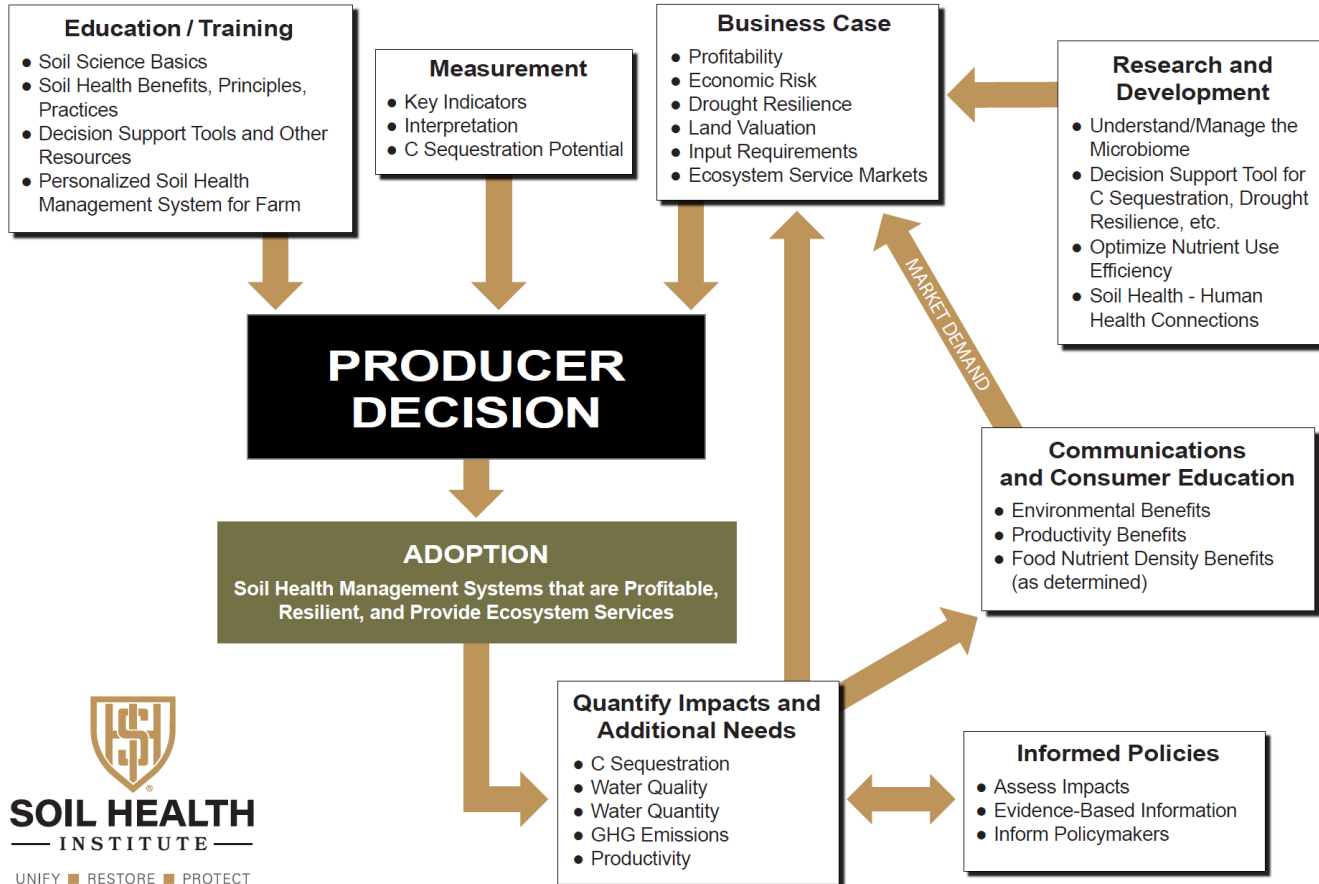 Education / Training
● Soil Science Basics
● Soil Health Benefits, Principles,
Practices
● Decision Support Tools and Other
Resources
● Personalized Soil Health
Management System for Farm
Measurement
● Key Indicators
● Interpretation
● C Sequestration Potential
Business Case
● Profitability
● Economic Risk
● Drought Resilience
● Land Valuation
● Input Requirements
● Ecosystem Service Markets
Research and
Development
● Understand/Manage the
Microbiome
● Decision Support Tool for
C Sequestration, Drought
Resilience, etc.
● Optimize Nutrient Use
Efficiency
● Soil Health - Human
Health Connections
MARKET DEMAND
PRODUCER
DECISION
Communications
and Consumer Education
● Environmental Benefits
● Productivity Benefits
● Food Nutrient Density Benefits
(as determined)
ADOPTION
Soil Health Management Systems that are Profitable,
Resilient, and Provide Ecosystem Services
Quantify Impacts and
Additional Needs
● C Sequestration
● Water Quality
● Water Quantity
● GHG Emissions
● Productivity
Informed Policies
● Assess Impacts
● Evidence-Based Information
● Inform Policymakers
SHI
®
SOIL HEALTH
INSTITUTE
UNIFY ■ RESTORE ■ PROTECT